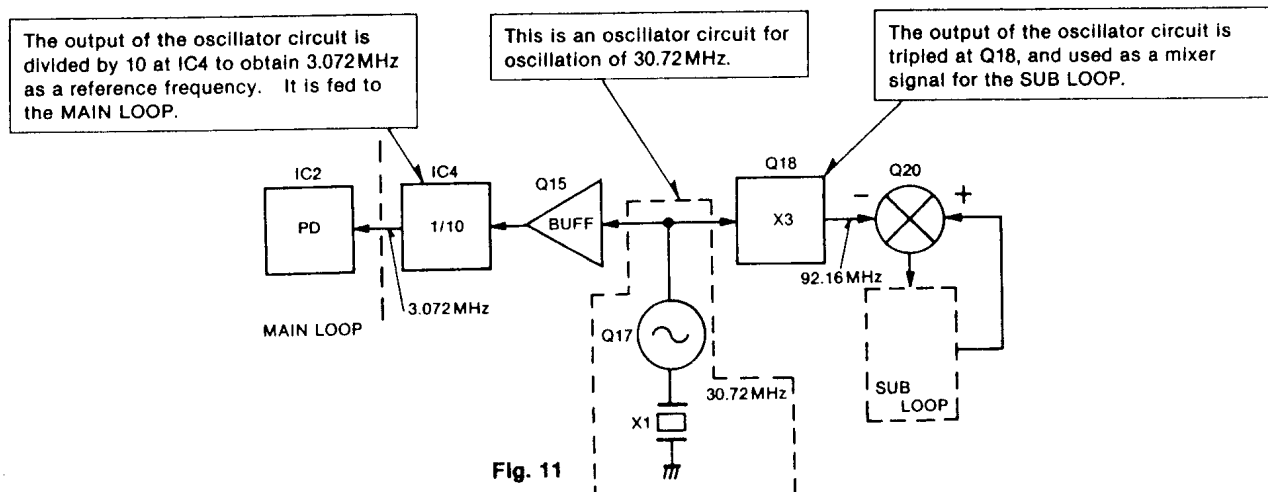 The output of the oscillator circuit is
divided by 10 at IC4 to obtain 3.072MHz
as a reference frequency. It is fed to
the MAIN LOOP.
This is an oscillator circuit for
oscillation of 30.72MHz.
The output of the oscillator circuit is
tripled at Q18, and used as a mixer
signal for the SUB LOOP.
IC2
PD
IC4
1/10
Q15
BUFF
Q18
X3
Q20
−
+
92.16MHz
3.072MHz
MAIN LOOP
Q17
30.72MHz
X1
SUB
LOOP
Fig. 11